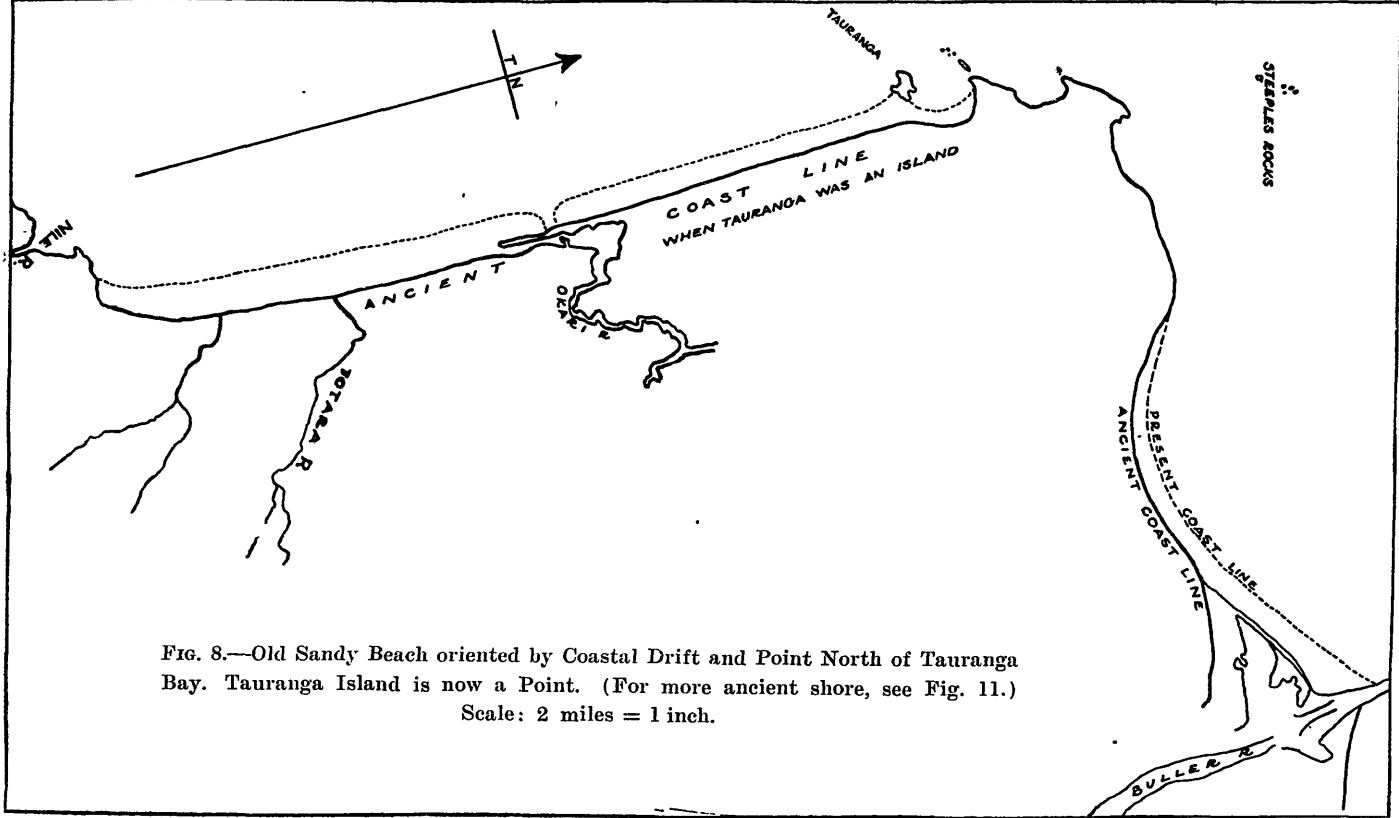 TAURANGA
STEEPLES ROCKS
T N
NILE R
COAST LINE
WHEN TAURANGA WAS AN ISLAND
ANCIENT
OKARI R
TOTARA R
ANCIENT COAST LINE
PRESENT COAST LINE
BULLER R
FIG. 8.—Old Sandy Beach oriented by Coastal Drift and Point North of Tauranga
Bay. Tauranga Island is now a Point. (For more ancient shore, see Fig. 11.)
Scale: 2 miles = 1 inch.